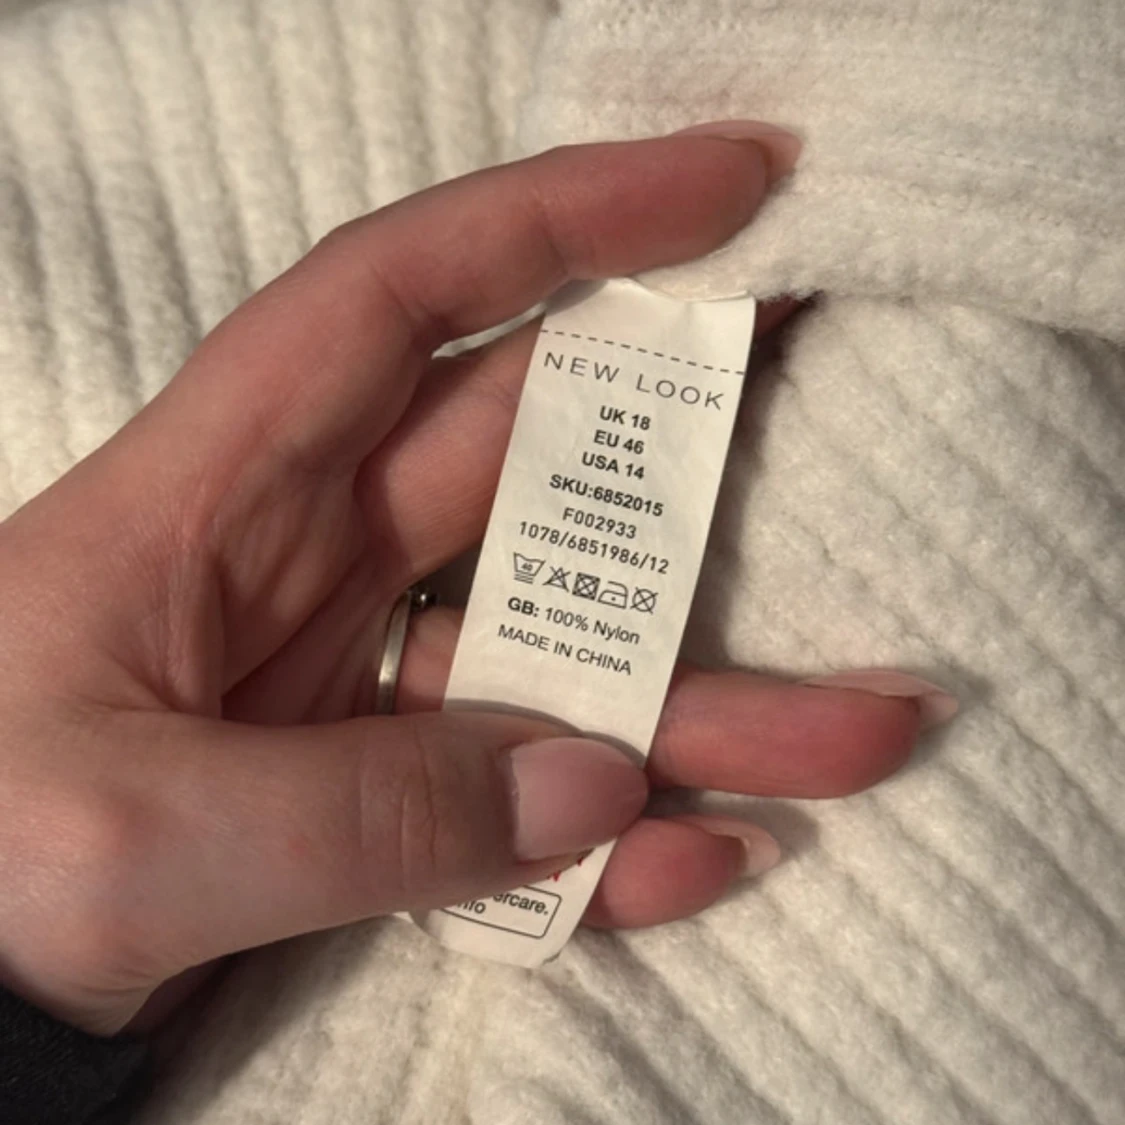 NEW LOOK
UK 18
EU 46
USA 14
SKU:6852015
F002933
1078/6851986/12
40
GB: 100% Nylon
MADE IN CHINA